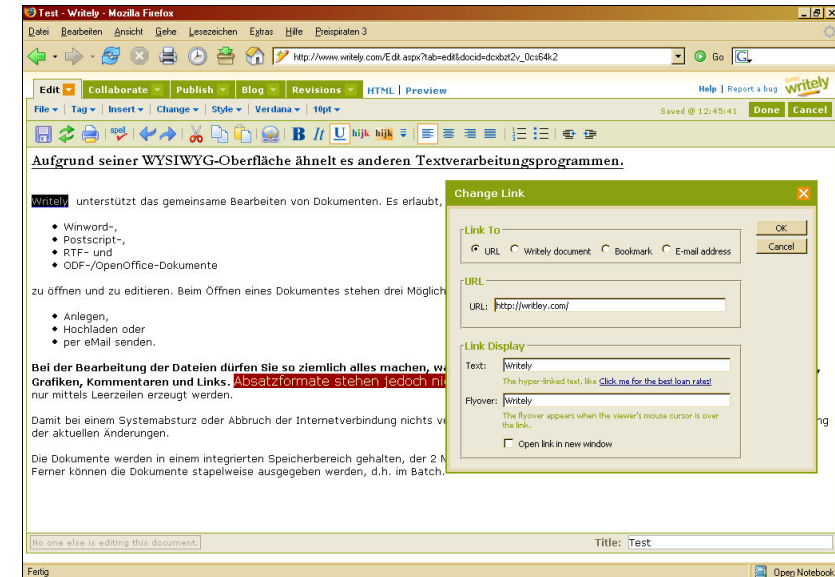 Test - Writely - Mozilla Firefox
Datei Bearbeiten Ansicht Gehe Lesezeichen Extras Hilfe Preispiraten 3
http://www.writely.com/Edit.aspx?tab=edit&docid=dcxbzt2v_0cs64k2 Go G
Edit Collaborate Publish Blog Revisions HTML Preview Help | Report a bug writely
File Tag Insert Change Style Verdana 10pt Saved @ 12:45:41 Done Cancel
spel B I U hijk hijk
Aufgrund seiner WYSIWYG-Oberfläche ähnelt es anderen Textverarbeitungsprogrammen.
Writely unterstützt das gemeinsame Bearbeiten von Dokumenten. Es erlaubt,
• Winword-,
• Postscript-,
• RTF- und
• ODF-/OpenOffice-Dokumente
zu öffnen und zu editieren. Beim Öffnen eines Dokumentes stehen drei Möglich
• Anlegen,
• Hochladen oder
• per eMail senden.
Bei der Bearbeitung der Dateien dürfen Sie so ziemlich alles machen,
Grafiken, Kommentaren und Links. Absatzformate stehen jedoch
nur mittels Leerzeilen erzeugt werden.
Damit bei einem Systemabsturz oder Abbruch der Internetverbindung nichts
der aktuellen Änderungen.
Die Dokumente werden in einem integrierten Speicherbereich gehalten, der 2
Ferner können die Dokumente stapelweise ausgegeben werden, d.h. im Batch.
Change Link
Link To
URL Writely document Bookmark E-mail address
OK
Cancel
URL
URL: http://writley.com/
Link Display
Text: Writely
The hyper-linked text, like Click me for the best loan rates!
Flyover: Writely
The flyover appears when the viewer's mouse cursor is over
the link.
Open link in new window
No one else is editing this document. Title: Test
Fertig Open Notebook